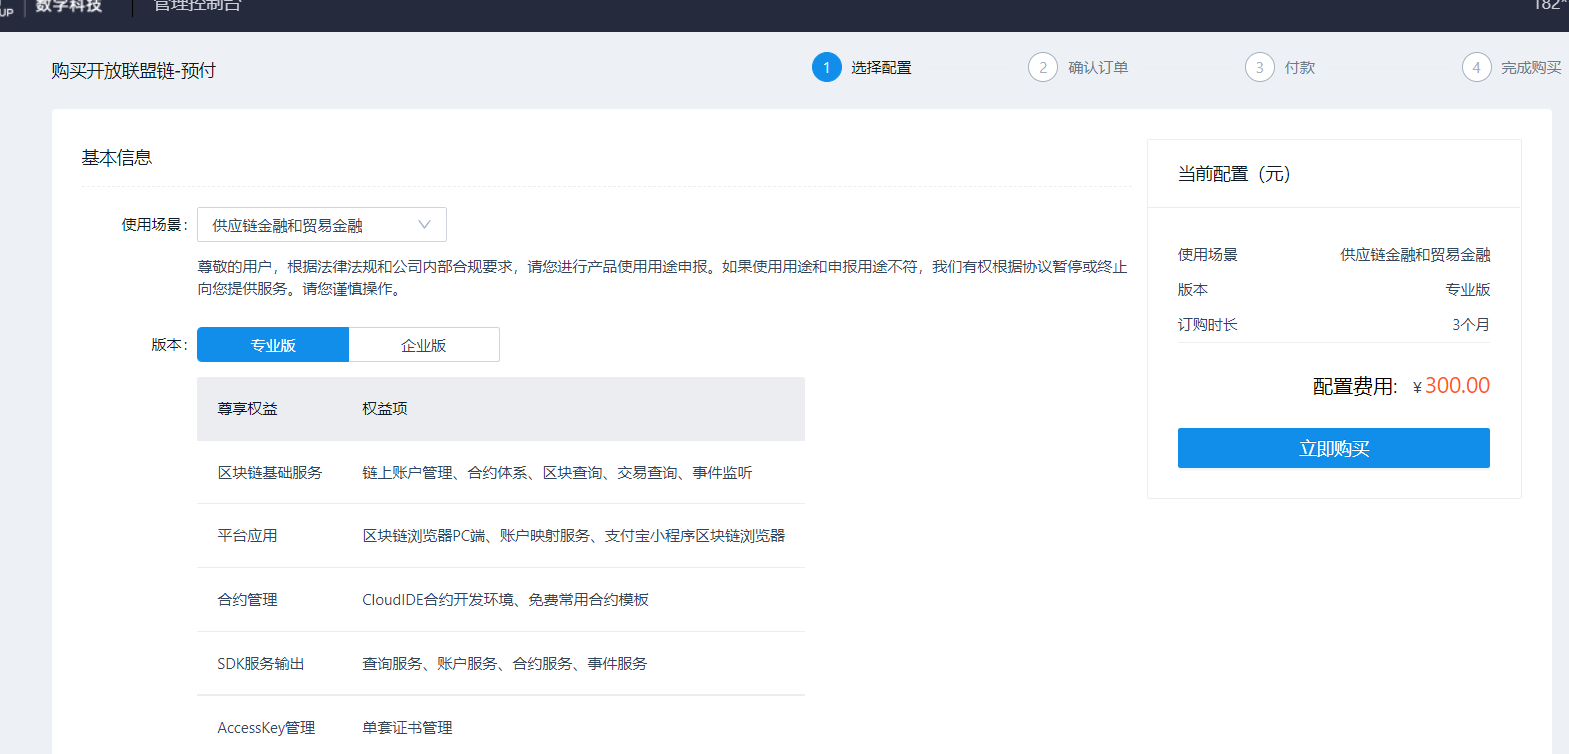 UP 数字科技 管理控制台 182*
购买开放联盟链-预付
1 选择配置 2 确认订单 3 付款 4 完成购买
基本信息
使用场景: 供应链金融和贸易金融
尊敬的用户，根据法律法规和公司内部合规要求，请您进行产品使用用途申报。如果使用用途和申报用途不符，我们有权根据协议暂停或终止
向您提供服务。请您谨慎操作。
版本: 专业版 企业版
尊享权益 权益项
区块链基础服务 链上账户管理、合约体系、区块查询、交易查询、事件监听
平台应用 区块链浏览器PC端、账户映射服务、支付宝小程序区块链浏览器
合约管理 CloudIDE合约开发环境、免费常用合约模板
SDK服务输出 查询服务、账户服务、合约服务、事件服务
AccessKey管理 单套证书管理
当前配置（元）
使用场景 供应链金融和贸易金融
版本 专业版
订购时长 3个月
配置费用: ¥300.00
立即购买